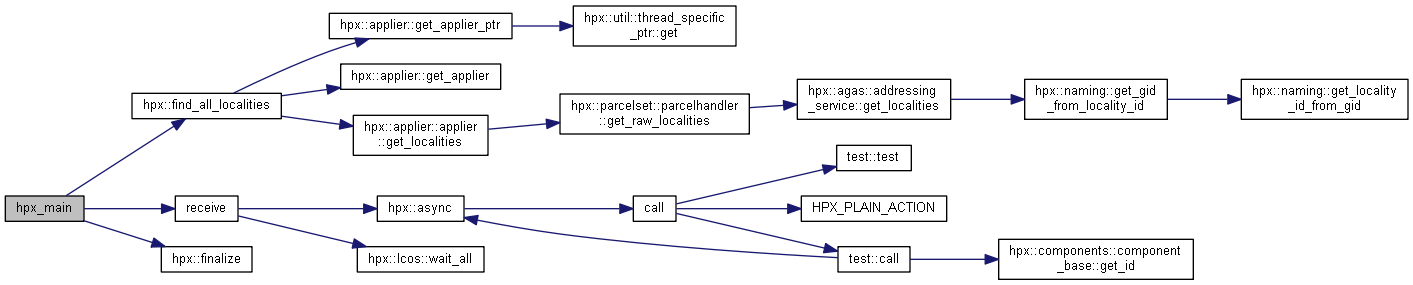 hpx::applier::get_applier_ptr
hpx::util::thread_specific
_ptr::get
hpx::applier::get_applier
hpx::find_all_localities
hpx::applier::applier
::get_localities
hpx::parcelset::parcelhandler
::get_raw_localities
hpx::agas::addressing
_service::get_localities
hpx::naming::get_gid
_from_locality_id
hpx::naming::get_locality
_id_from_gid
hpx_main
receive
hpx::async
call
test::test
HPX_PLAIN_ACTION
hpx::finalize
hpx::lcos::wait_all
test::call
hpx::components::component
_base::get_id